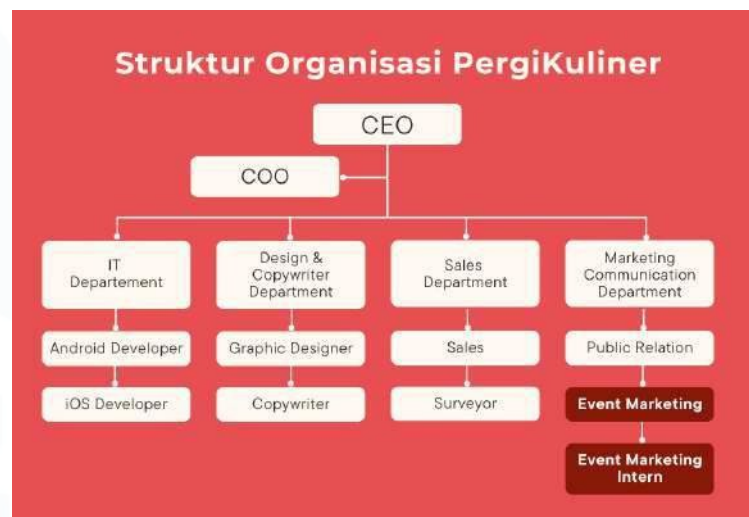 Struktur Organisasi PergiKuliner
CEO
COO
IT
Departement
Design &
Copywriter
Department
Sales
Department
Marketing
Communication
Department
Android Developer
Graphic Designer
Sales
Public Relation
iOS Developer
Copywriter
Surveyor
Event Marketing
Event Marketing
Intern